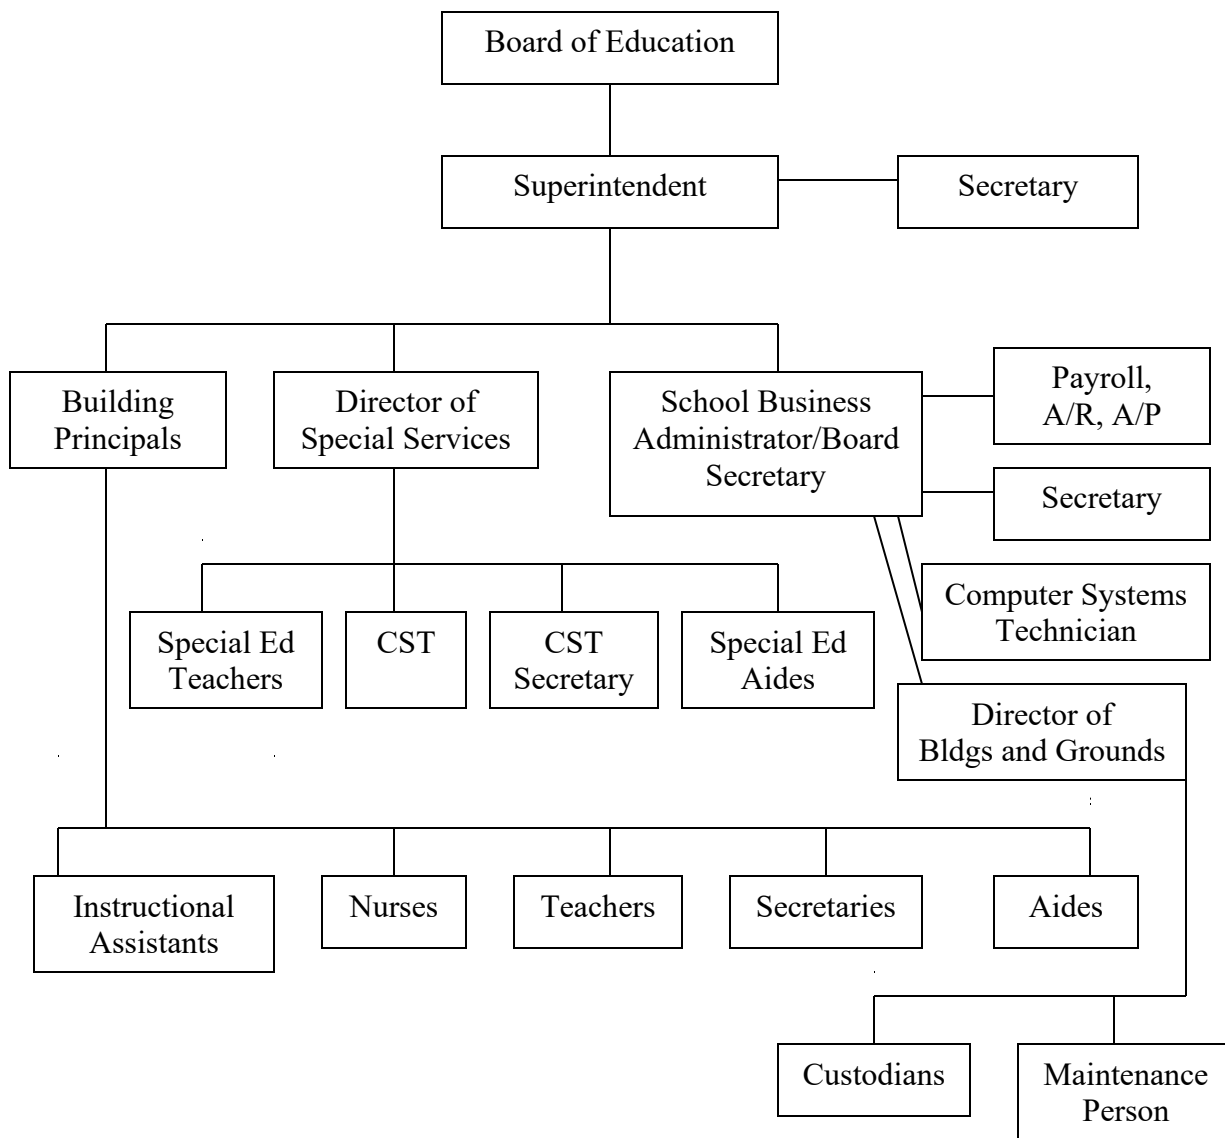 Board of Education
Superintendent
Secretary
Building
Principals
Director of
Special Services
School Business
Administrator/Board
Secretary
Payroll,
A/R, A/P
Secretary
Computer Systems
Technician
Special Ed
Teachers
CST
CST
Secretary
Special Ed
Aides
Director of
Bldgs and Grounds
Instructional
Assistants
Nurses
Teachers
Secretaries
Aides
Custodians
Maintenance
Person